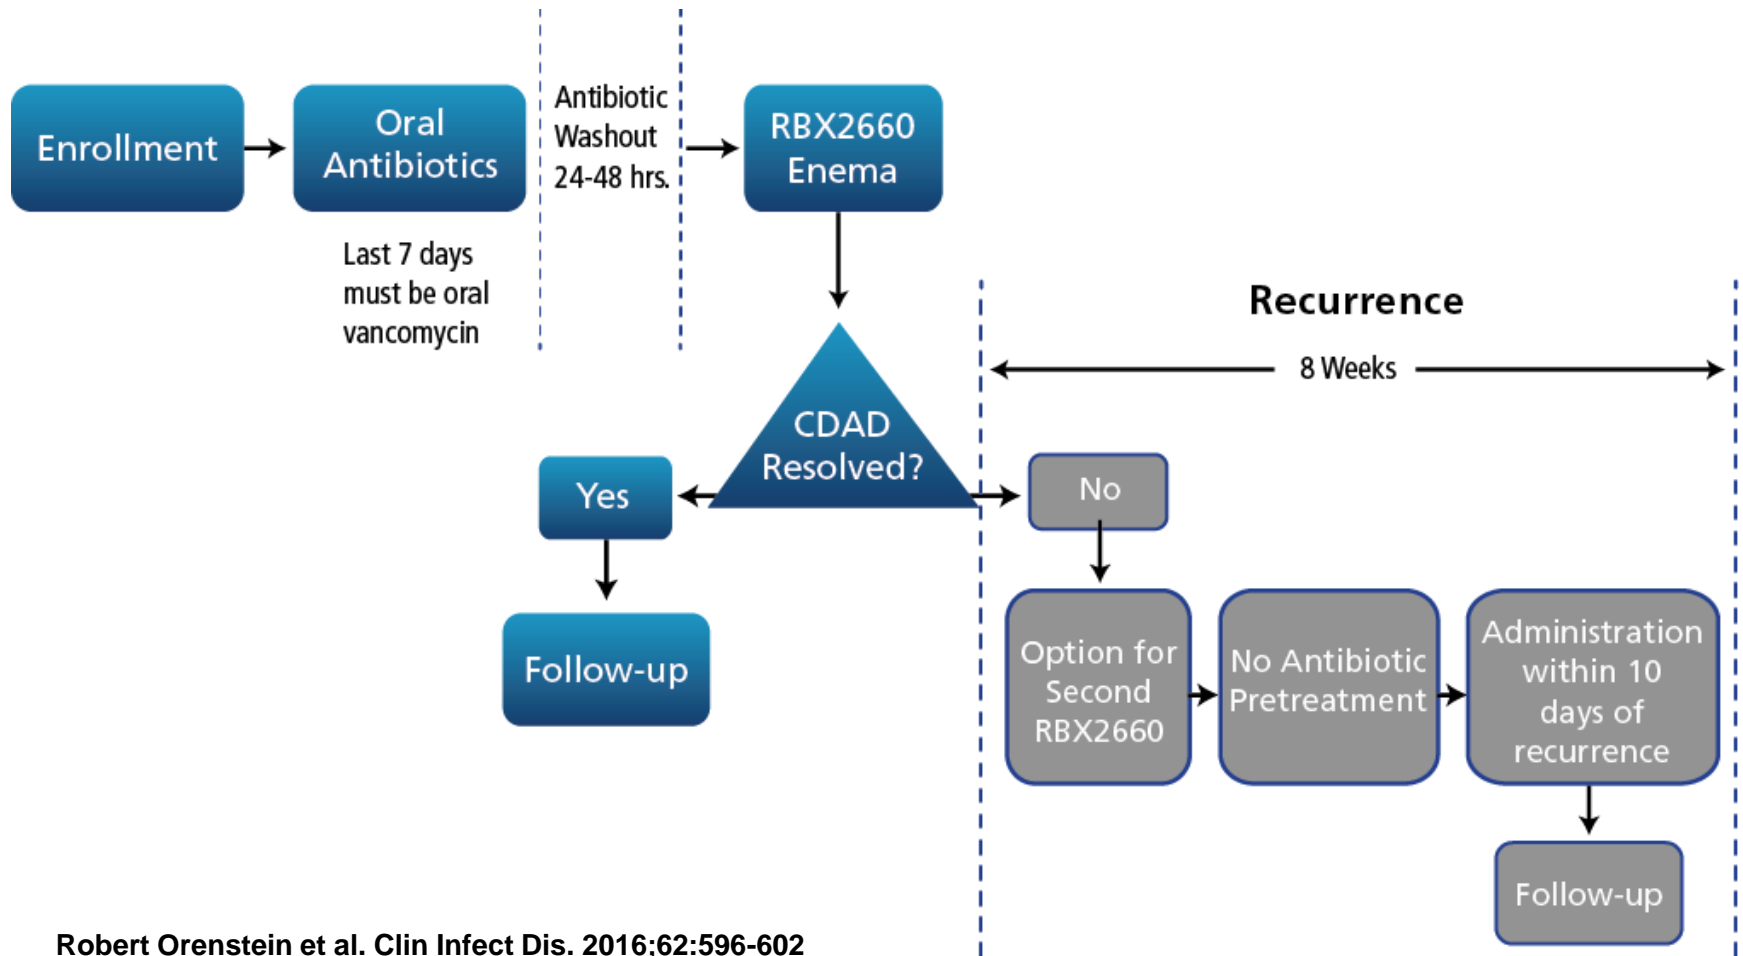 Enrollment
Oral
Antibiotics
Last 7 days
must be oral
vancomycin
Antibiotic
Washout
24-48 hrs.
RBX2660
Enema
CDAD
Resolved?
Yes
Follow-up
Recurrence
8 Weeks
No
Option for
Second
RBX2660
No Antibiotic
Pretreatment
Administration
within 10
days of
recurrence
Follow-up
Robert Orenstein et al. Clin Infect Dis. 2016;62:596-602